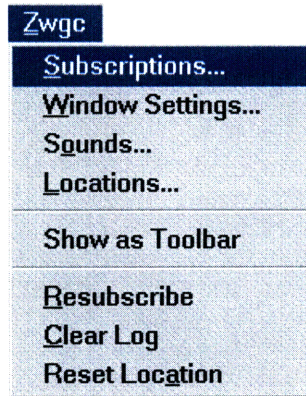 Zwgc
Subscriptions...
Window Settings...
Sounds...
Locations...
Show as Toolbar
Resubscribe
Clear Log
Reset Location